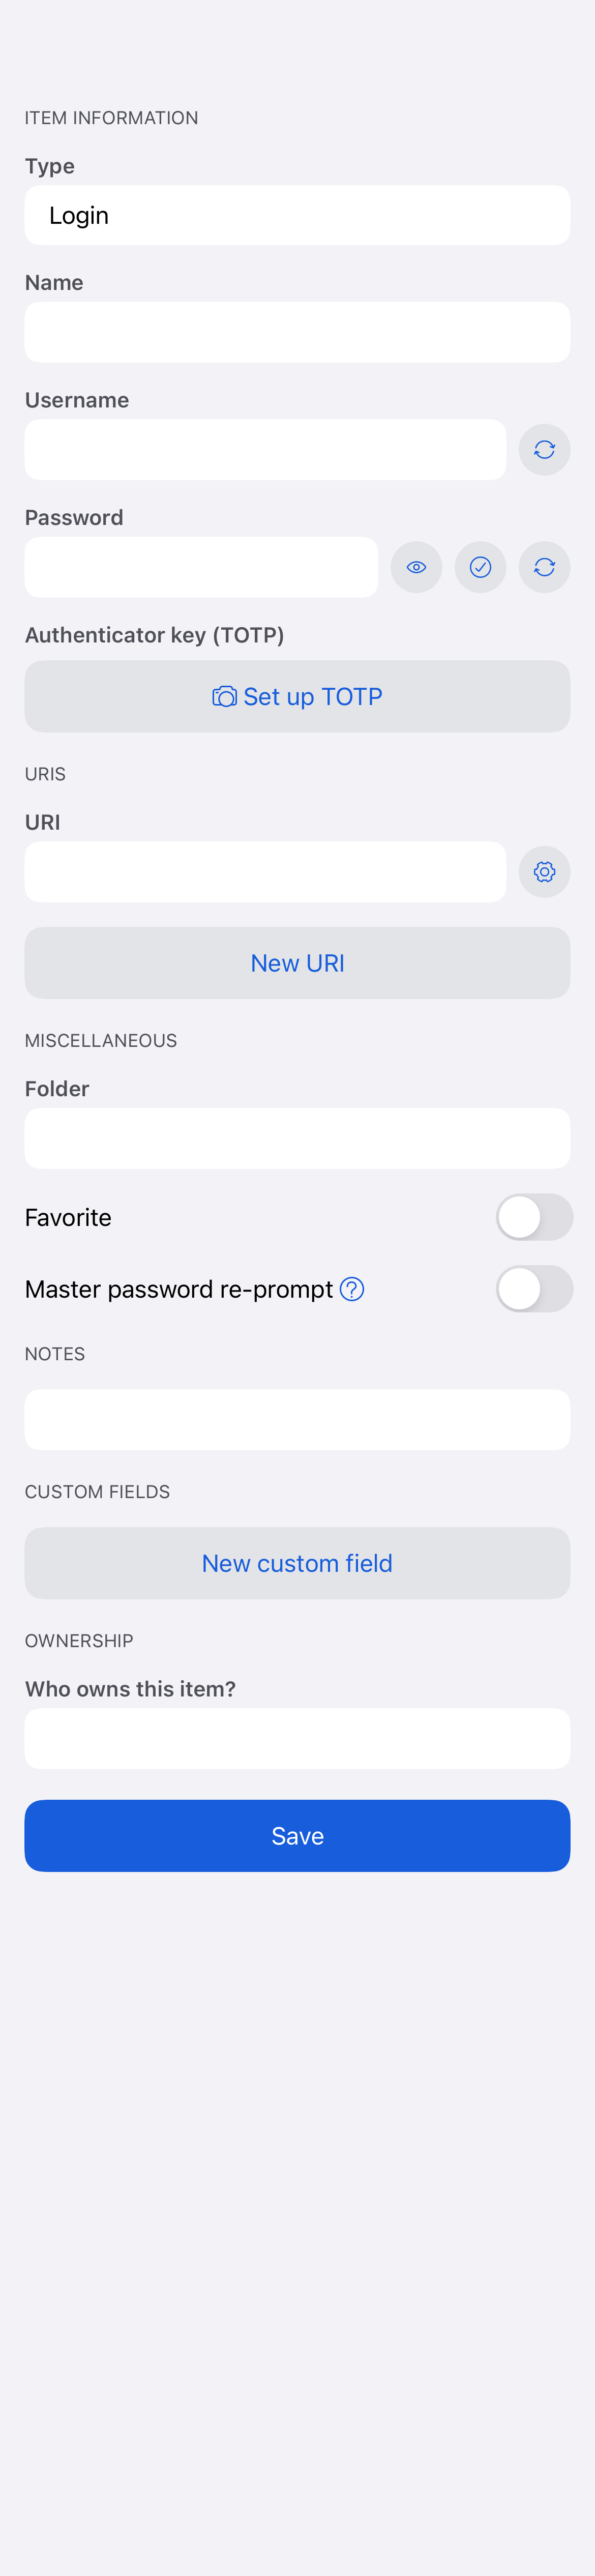 ITEM INFORMATION
Type
Login
Name
Username
Password
Authenticator key (TOTP)
Set up TOTP
URIS
URI
New URI
MISCELLANEOUS
Folder
Favorite
Master password re-prompt
NOTES
CUSTOM FIELDS
New custom field
OWNERSHIP
Who owns this item?
Save